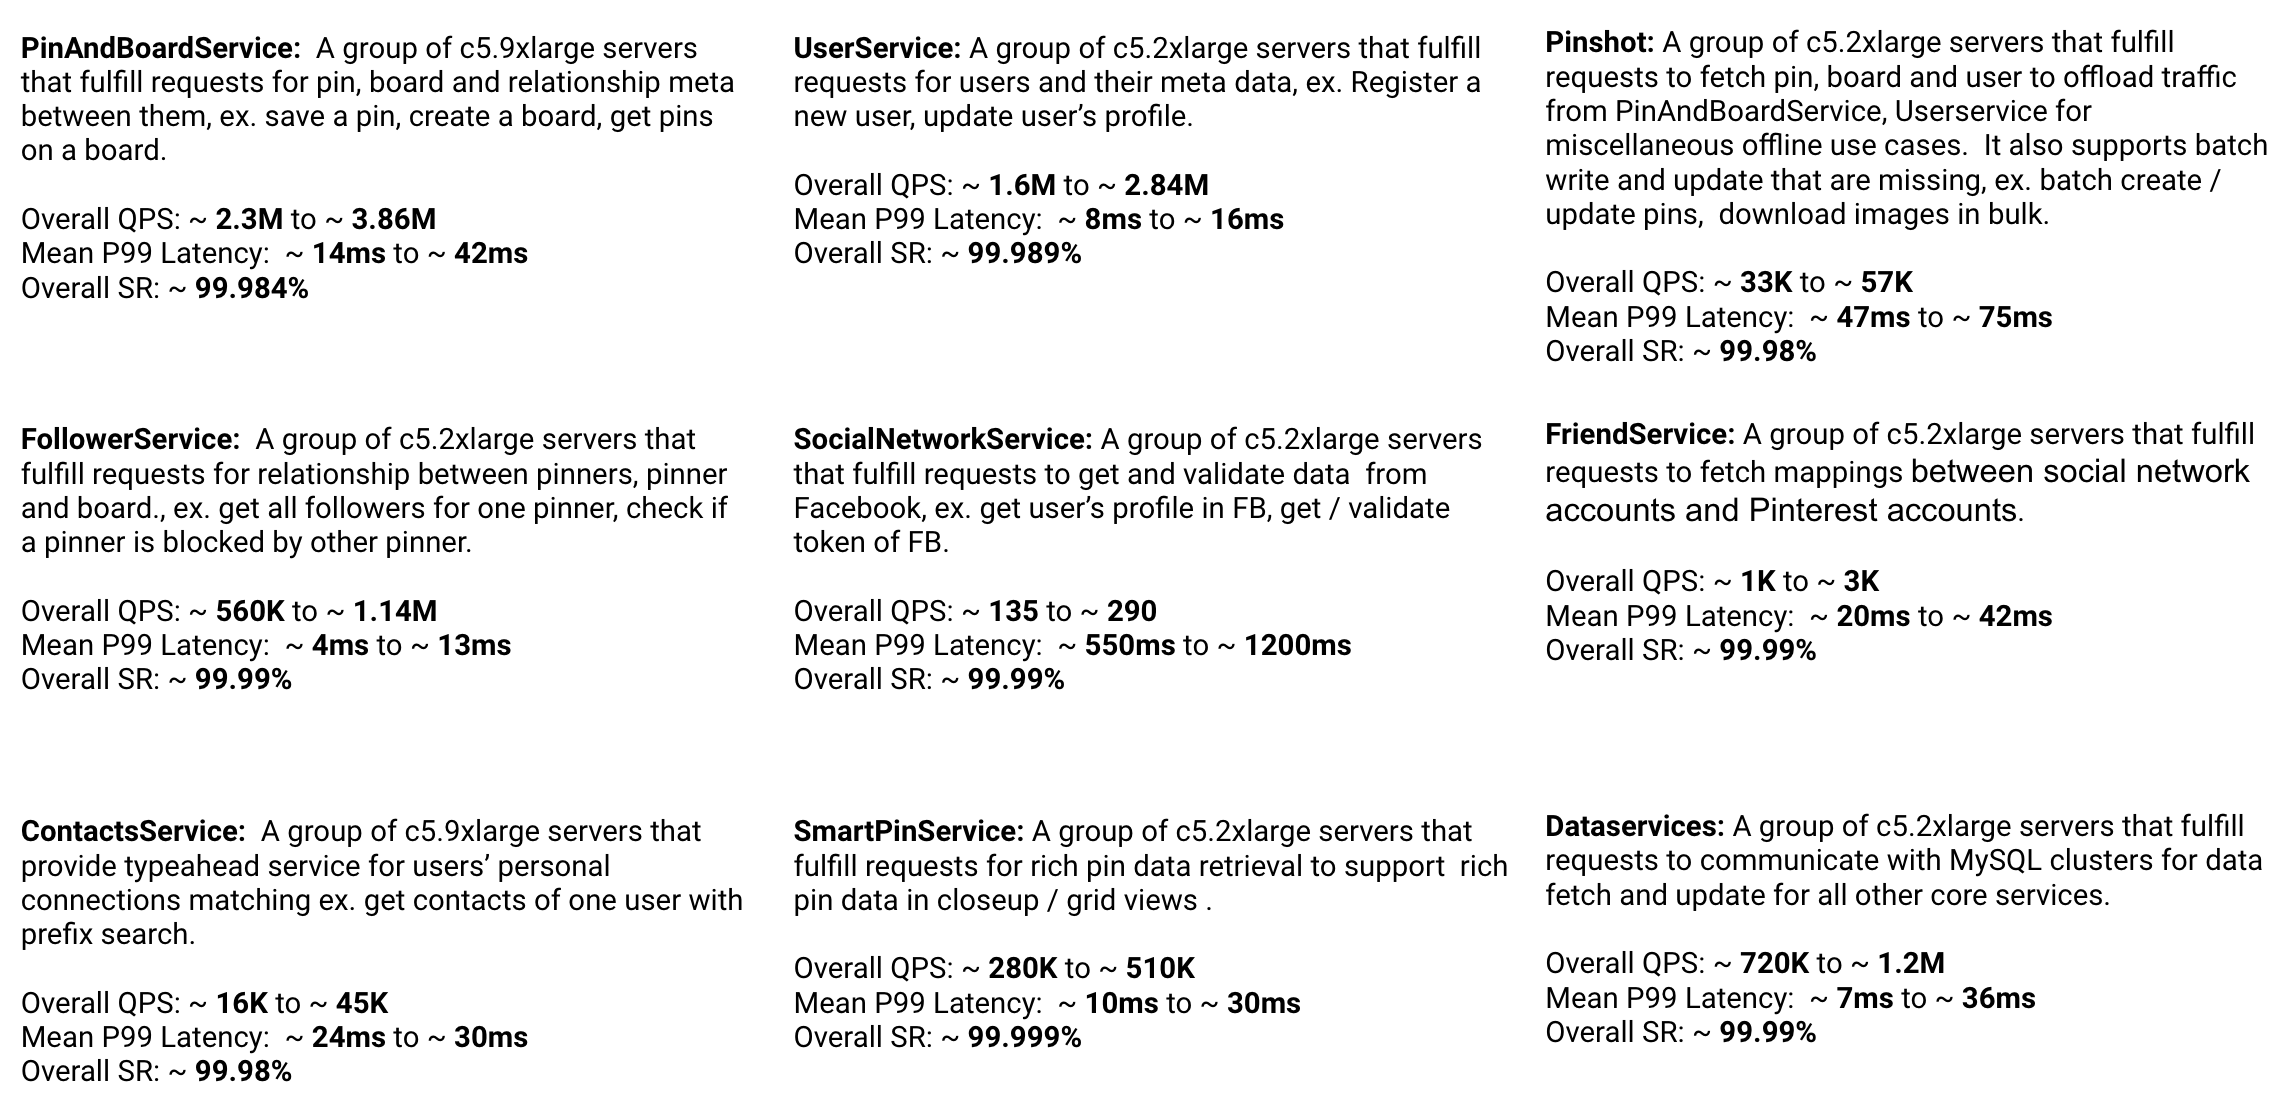 PinAndBoardService:  A group of c5.9xlarge servers
that fulfill requests for pin, board and relationship meta
between them, ex. save a pin, create a board, get pins
on a board.
Overall QPS: ~ 2.3M to ~ 3.86M
Mean P99 Latency:  ~ 14ms to ~ 42ms
Overall SR: ~ 99.984%
UserService: A group of c5.2xlarge servers that fulfill
requests for users and their meta data, ex. Register a
new user, update user’s profile.
Overall QPS: ~ 1.6M to ~ 2.84M
Mean P99 Latency:  ~ 8ms to ~ 16ms
Overall SR: ~ 99.989%
Pinshot: A group of c5.2xlarge servers that fulfill
requests to fetch pin, board and user to offload traffic
from PinAndBoardService, Userservice for
miscellaneous offline use cases.  It also supports batch
write and update that are missing, ex. batch create /
update pins,  download images in bulk.
Overall QPS: ~ 33K to ~ 57K
Mean P99 Latency:  ~ 47ms to ~ 75ms
Overall SR: ~ 99.98%
FollowerService:  A group of c5.2xlarge servers that
fulfill requests for relationship between pinners, pinner
and board., ex. get all followers for one pinner, check if
a pinner is blocked by other pinner.
Overall QPS: ~ 560K to ~ 1.14M
Mean P99 Latency:  ~ 4ms to ~ 13ms
Overall SR: ~ 99.99%
SocialNetworkService: A group of c5.2xlarge servers
that fulfill requests to get and validate data  from
Facebook, ex. get user’s profile in FB, get / validate
token of FB.
Overall QPS: ~ 135 to ~ 290
Mean P99 Latency:  ~ 550ms to ~ 1200ms
Overall SR: ~ 99.99%
FriendService: A group of c5.2xlarge servers that fulfill
requests to fetch mappings between social network
accounts and Pinterest accounts.
Overall QPS: ~ 1K to ~ 3K
Mean P99 Latency:  ~ 20ms to ~ 42ms
Overall SR: ~ 99.99%
ContactsService:  A group of c5.9xlarge servers that
provide typeahead service for users’ personal
connections matching ex. get contacts of one user with
prefix search.
Overall QPS: ~ 16K to ~ 45K
Mean P99 Latency:  ~ 24ms to ~ 30ms
Overall SR: ~ 99.98%
SmartPinService: A group of c5.2xlarge servers that
fulfill requests for rich pin data retrieval to support  rich
pin data in closeup / grid views .
Overall QPS: ~ 280K to ~ 510K
Mean P99 Latency:  ~ 10ms to ~ 30ms
Overall SR: ~ 99.999%
Dataservices: A group of c5.2xlarge servers that fulfill
requests to communicate with MySQL clusters for data
fetch and update for all other core services.
Overall QPS: ~ 720K to ~ 1.2M
Mean P99 Latency:  ~ 7ms to ~ 36ms
Overall SR: ~ 99.99%